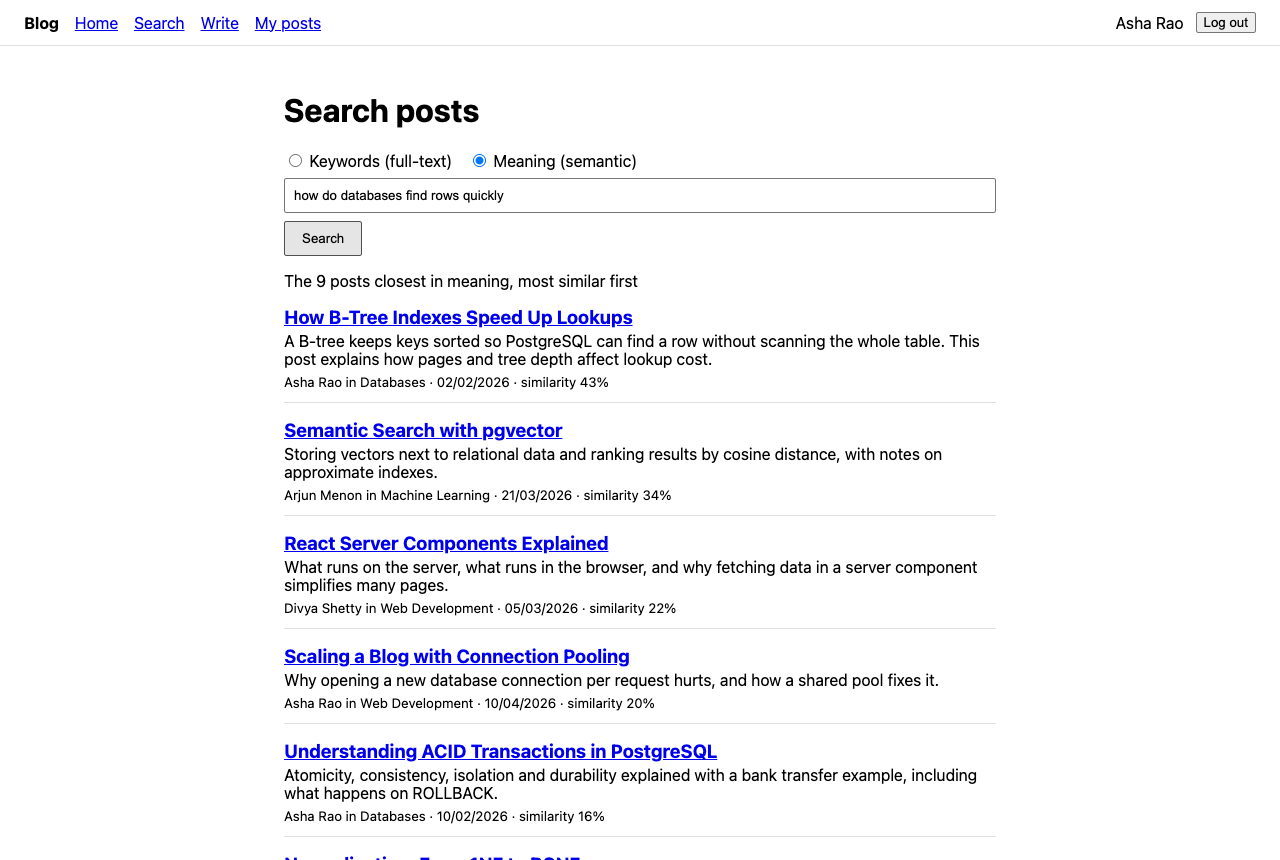 Blog Home Search Write My posts Asha Rao Log out
Search posts
Keywords (full-text) Meaning (semantic)
how do databases find rows quickly
Search
The 9 posts closest in meaning, most similar first
How B-Tree Indexes Speed Up Lookups
A B-tree keeps keys sorted so PostgreSQL can find a row without scanning the whole table. This
post explains how pages and tree depth affect lookup cost.
Asha Rao in Databases · 02/02/2026 · similarity 43%
Semantic Search with pgvector
Storing vectors next to relational data and ranking results by cosine distance, with notes on
approximate indexes.
Arjun Menon in Machine Learning · 21/03/2026 · similarity 34%
React Server Components Explained
What runs on the server, what runs in the browser, and why fetching data in a server component
simplifies many pages.
Divya Shetty in Web Development · 05/03/2026 · similarity 22%
Scaling a Blog with Connection Pooling
Why opening a new database connection per request hurts, and how a shared pool fixes it.
Asha Rao in Web Development · 10/04/2026 · similarity 20%
Understanding ACID Transactions in PostgreSQL
Atomicity, consistency, isolation and durability explained with a bank transfer example, including
what happens on ROLLBACK.
Asha Rao in Databases · 10/02/2026 · similarity 16%